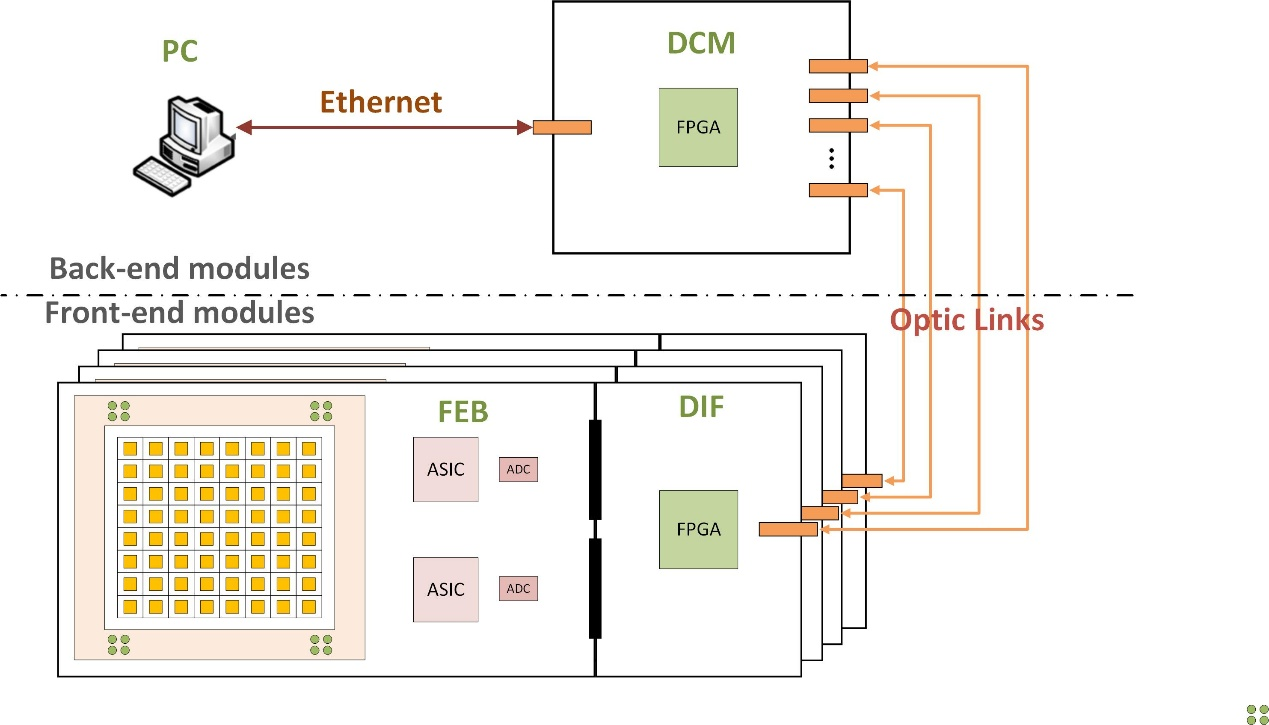 PC
DCM
Ethernet
FPGA
Back-end modules
Front-end modules
Optic Links
FEB
DIF
ASIC
ADC
FPGA
ASIC
ADC